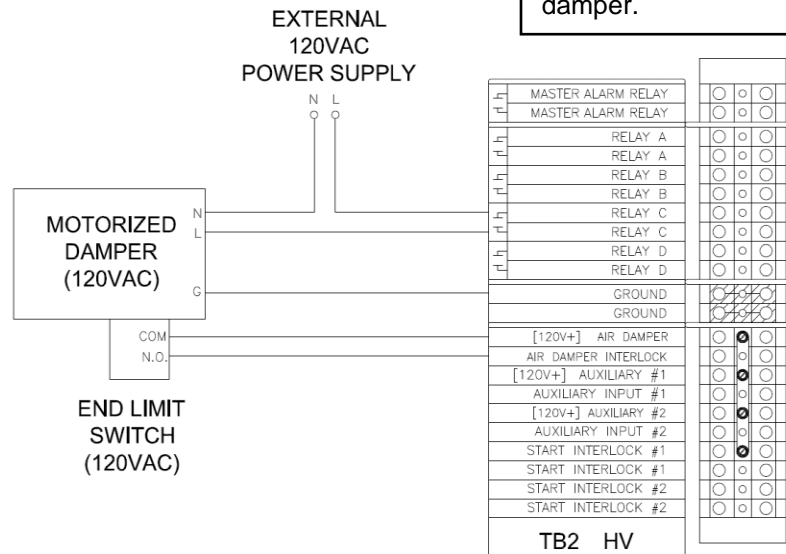 damper.
EXTERNAL
120VAC
POWER SUPPLY
N L
MOTORIZED
DAMPER
(120VAC)
N
L
G
COM
N.O.
END LIMIT
SWITCH
(120VAC)
MASTER ALARM RELAY
MASTER ALARM RELAY
RELAY A
RELAY A
RELAY B
RELAY B
RELAY C
RELAY C
RELAY D
RELAY D
GROUND
GROUND
[120V+] AIR DAMPER
AIR DAMPER INTERLOCK
[120V+] AUXILIARY #1
AUXILIARY INPUT #1
[120V+] AUXILIARY #2
AUXILIARY INPUT #2
START INTERLOCK #1
START INTERLOCK #1
START INTERLOCK #2
START INTERLOCK #2
TB2 HV